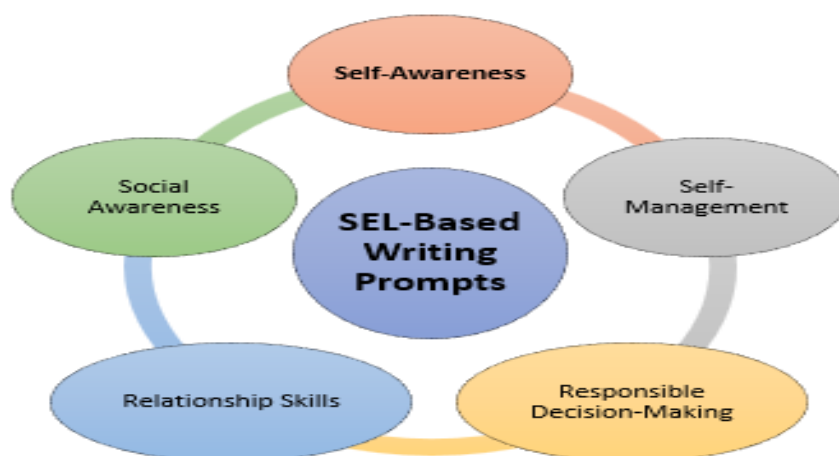 Self-Awareness
Social
Awareness
Self-
Management
SEL-Based
Writing
Prompts
Relationship Skills
Responsible
Decision-Making